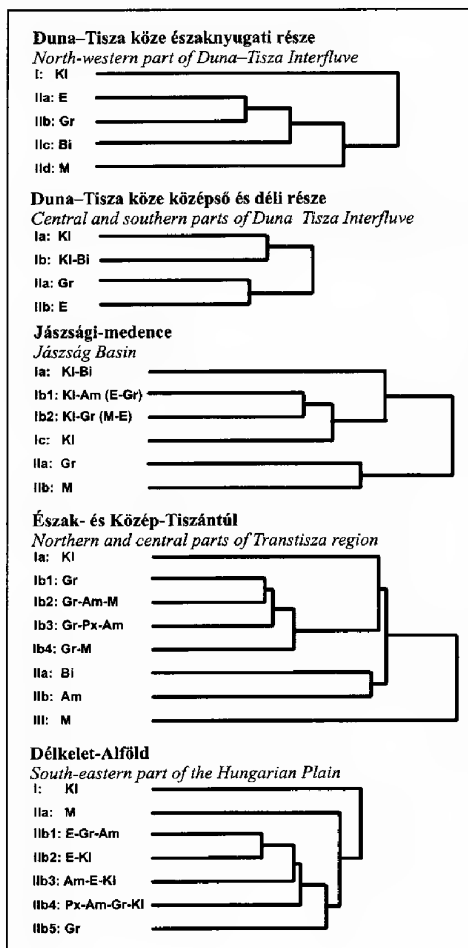 Duna–Tisza köze északnyugati része
North-western part of Duna–Tisza Interfluve
I: Kl
IIa: E
IIb: Gr
IIc: Bi
IId: M
Duna–Tisza köze középső és déli része
Central and southern parts of Duna Tisza Interfluve
Ia: Kl
Ib: Kl-Bi
IIa: Gr
IIb: E
Jászsági-medence
Jászság Basin
Ia: Kl-Bi
Ib1: Kl-Am (E-Gr)
Ib2: Kl-Gr (M-E)
Ic: Kl
IIa: Gr
IIb: M
Észak- és Közép-Tiszántúl
Northern and central parts of Transtisza region
Ia: Kl
Ib1: Gr
Ib2: Gr-Am-M
Ib3: Gr-Px-Am
Ib4: Gr-M
IIa: Bi
IIb: Am
III: M
Délkelet-Alföld
South-eastern part of the Hungarian Plain
I: Kl
IIa: M
IIb1: E-Gr-Am
IIb2: E-Kl
IIb3: Am-E-Kl
IIb4: Px-Am-Gr-Kl
IIb5: Gr